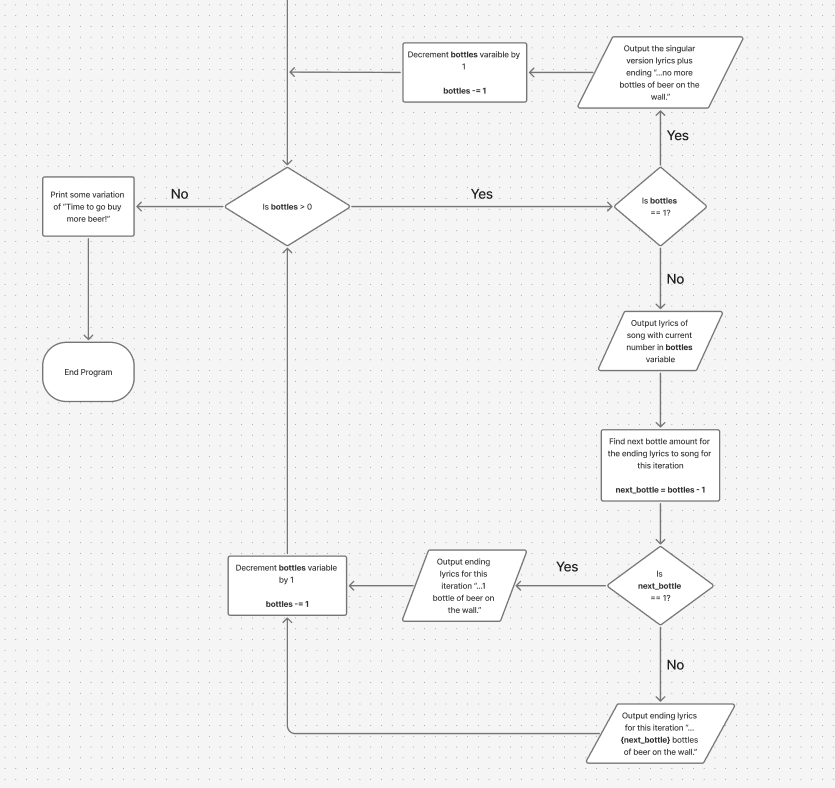 Decrement bottles varaible by
1
bottles -= 1
Output the singular
version lyrics plus
ending “...no more
bottles of beer on the
wall.”
Yes
Print some variation
of “Time to go buy
more beer!”
No
Is bottles > 0
Yes
Is bottles
== 1?
No
Output lyrics of
song with current
number in bottles
variable
End Program
Find next bottle amount for
the ending lyrics to song for
this iteration
next_bottle = bottles - 1
Decrement bottles variable
by 1
bottles -= 1
Output ending
lyrics for this
iteration “...1
bottle of beer on
the wall.”
Yes
Is
next_bottle
== 1?
No
Output ending lyrics
for this iteration “...
{next_bottle} bottles
of beer on the wall.”